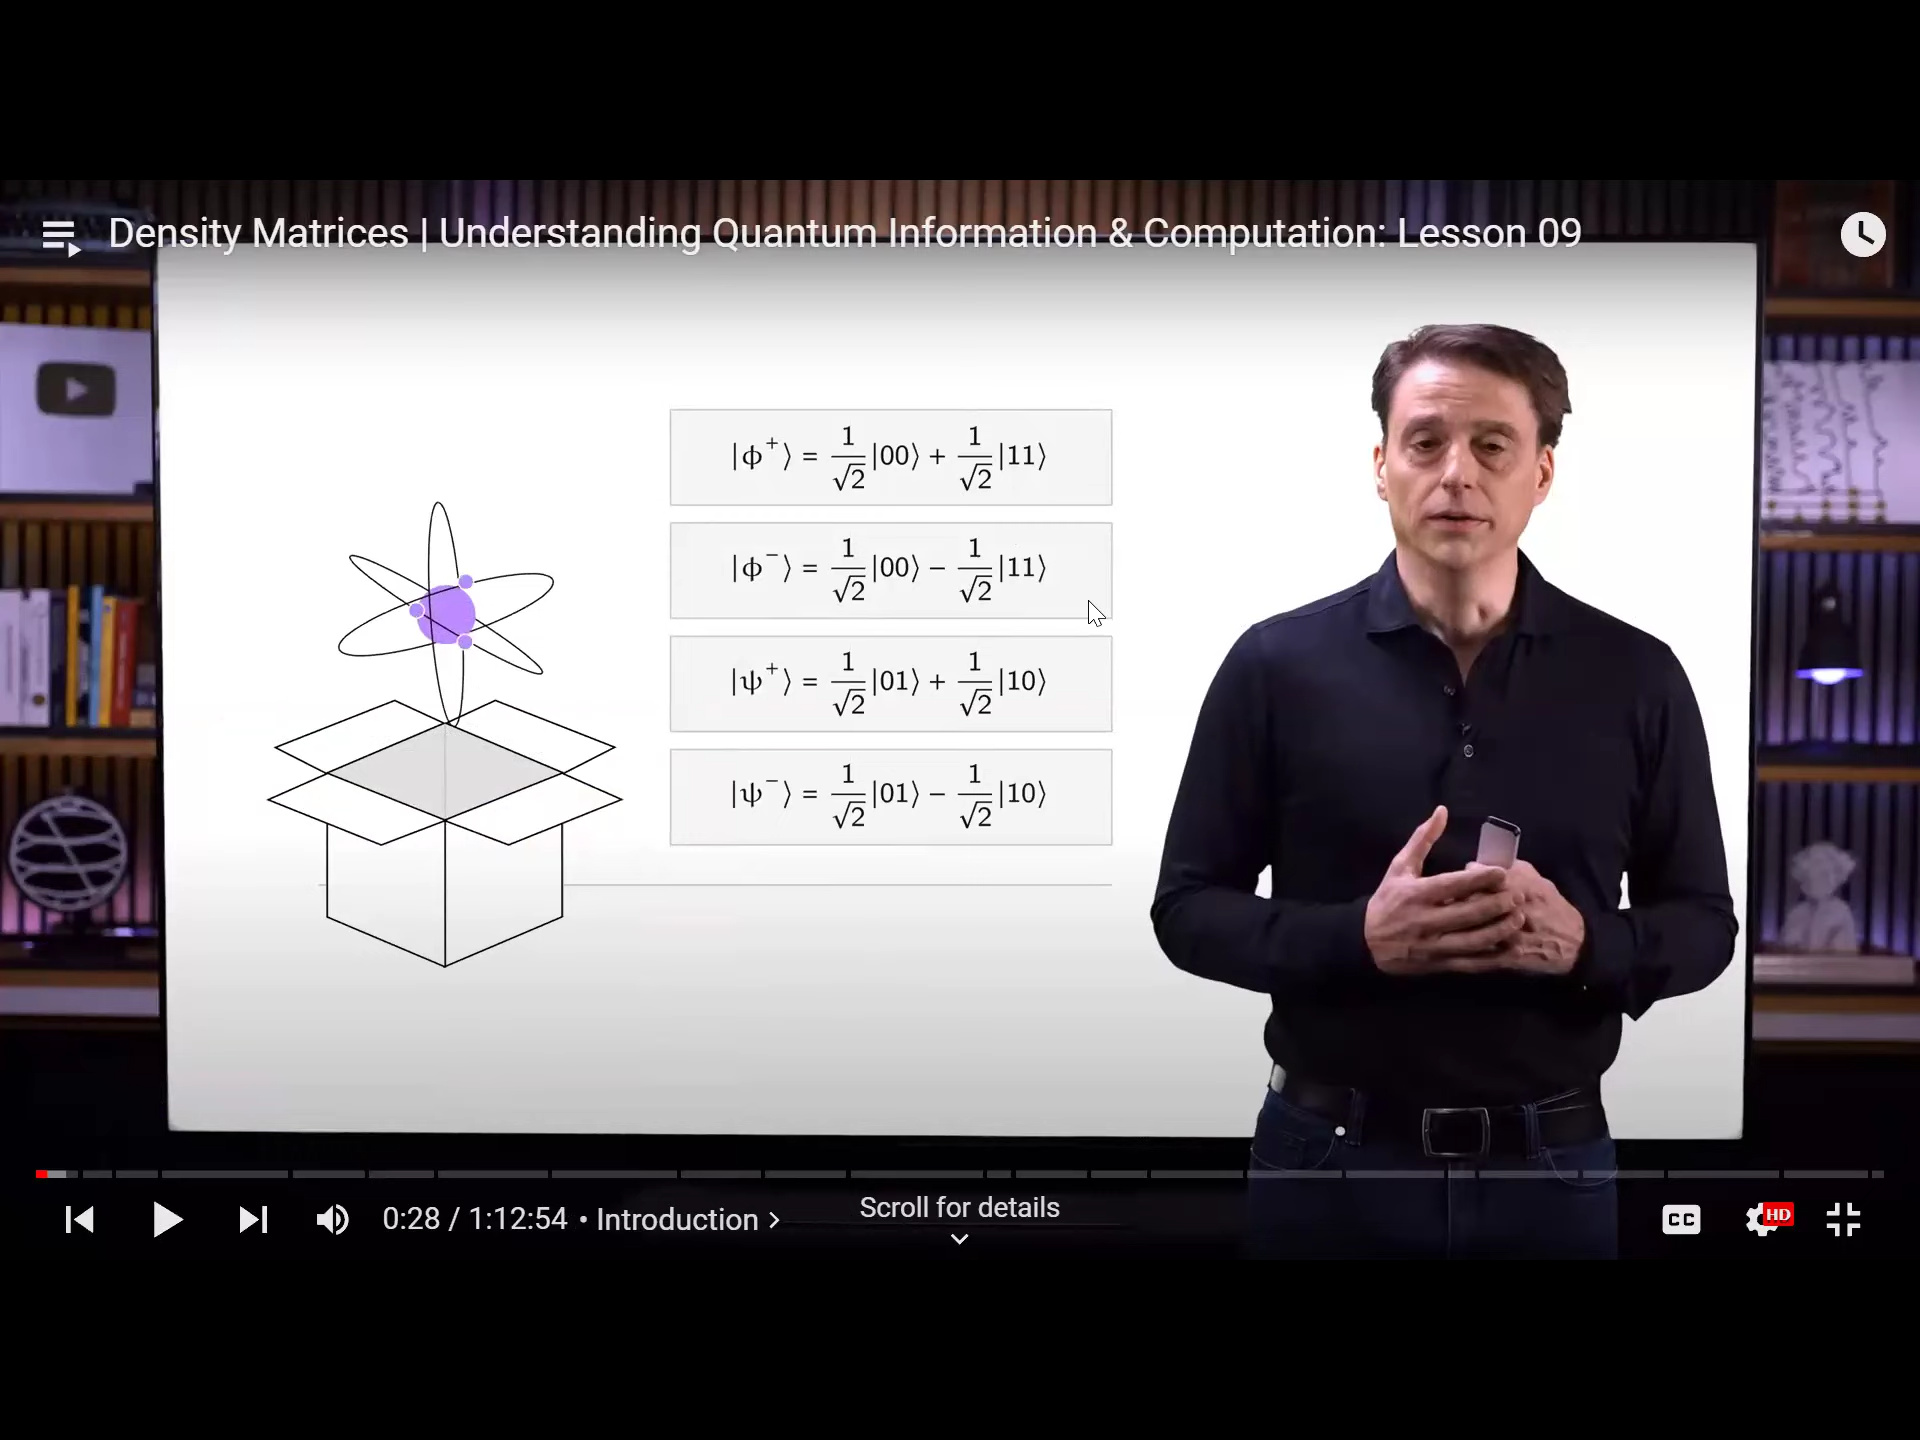 Density Matrices | Understanding Quantum Information & Computation: Lesson 09
|ϕ⁺⟩ = 1/√2 |00⟩ + 1/√2 |11⟩
|ϕ⁻⟩ = 1/√2 |00⟩ − 1/√2 |11⟩
|ψ⁺⟩ = 1/√2 |01⟩ + 1/√2 |10⟩
|ψ⁻⟩ = 1/√2 |01⟩ − 1/√2 |10⟩
0:28 / 1:12:54 • Introduction >
Scroll for details
CC
HD